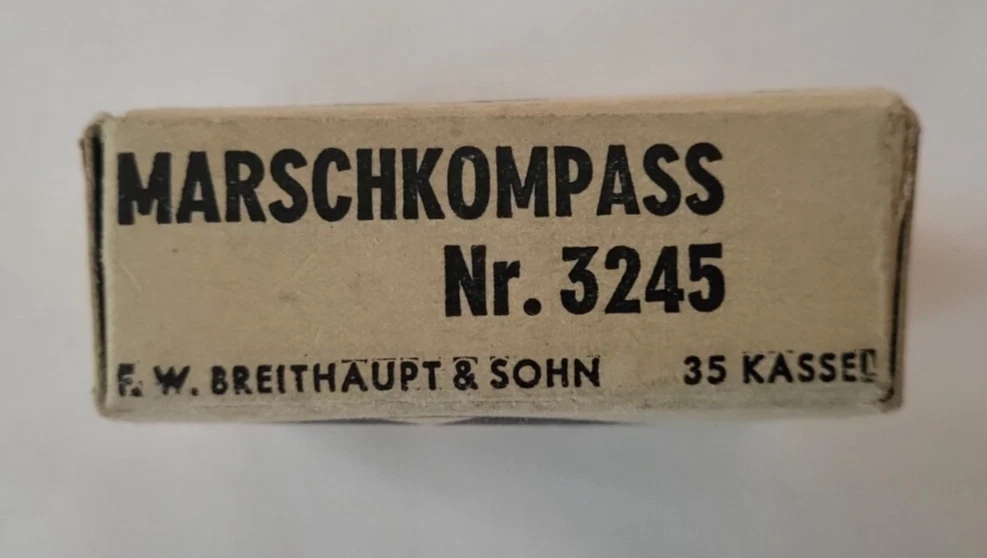 MARSCHKOMPASS
Nr. 3245
F. W. BREITHAUPT & SOHN 35 KASSEL